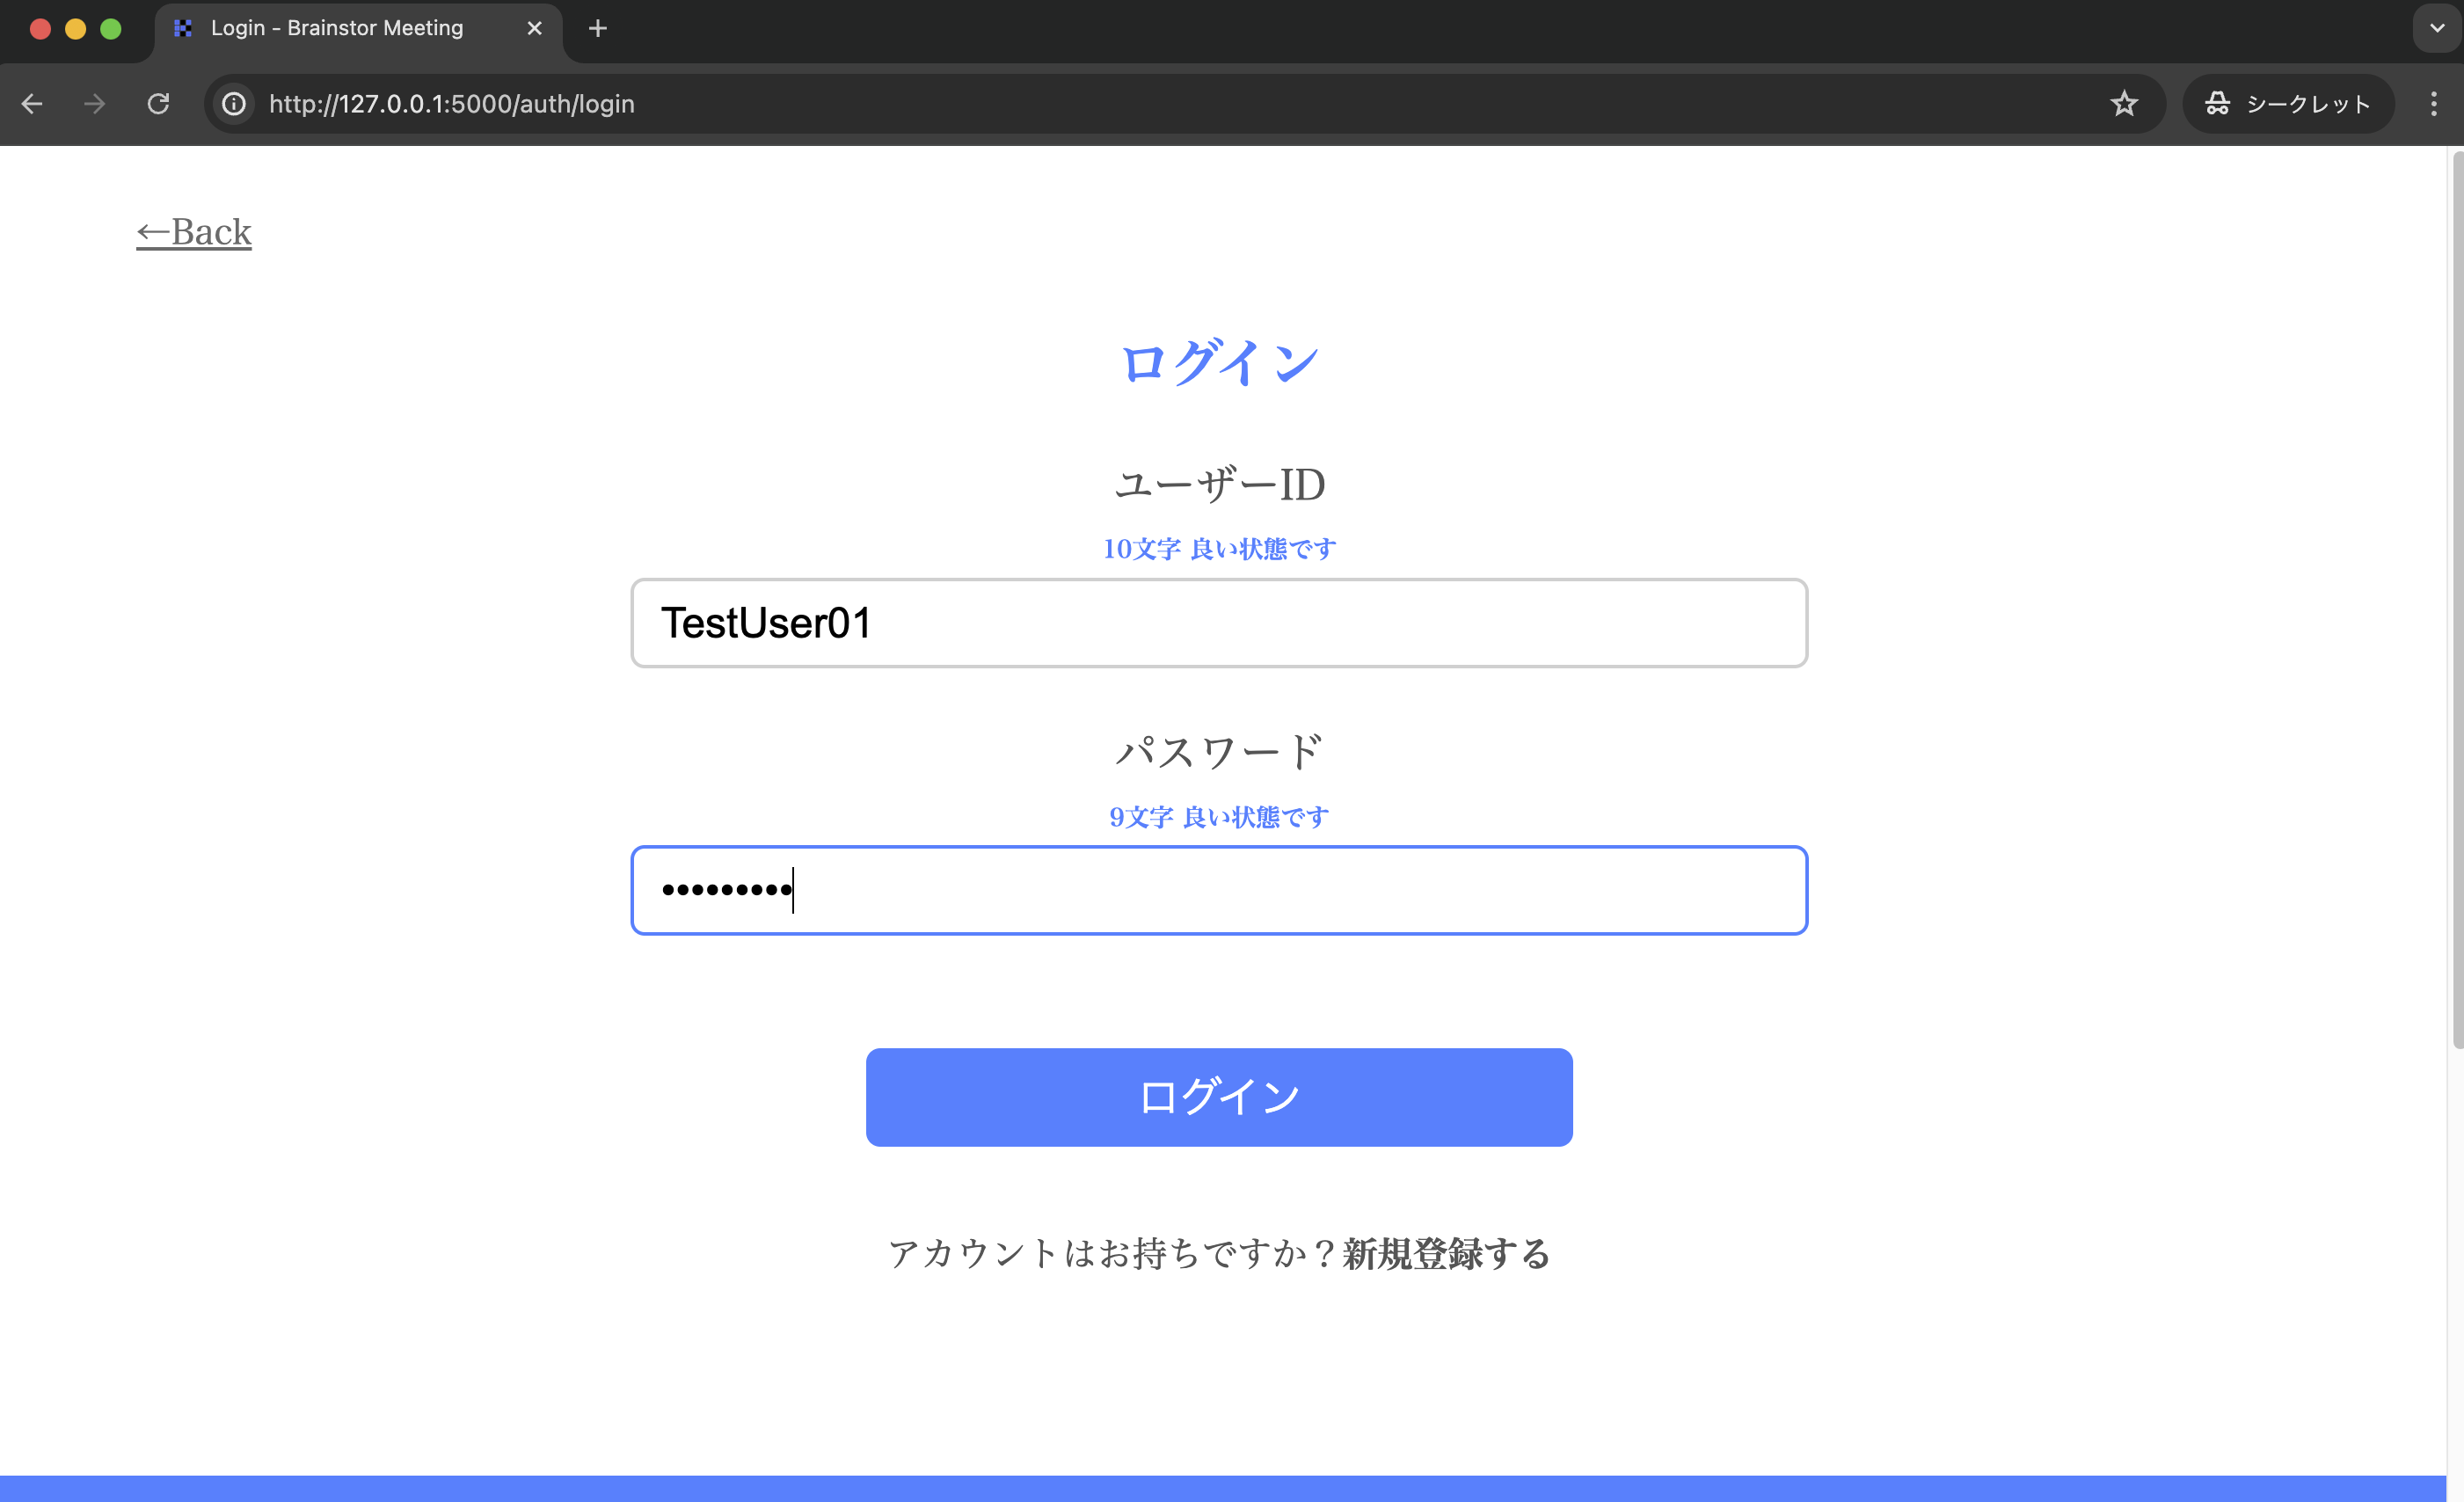 Login - Brainstor Meeting
http://127.0.0.1:5000/auth/login
シークレット
←Back
ログイン
ユーザーID
10文字 良い状態です
TestUser01
パスワード
9文字 良い状態です
•••••••••
ログイン
アカウントはお持ちですか？新規登録する